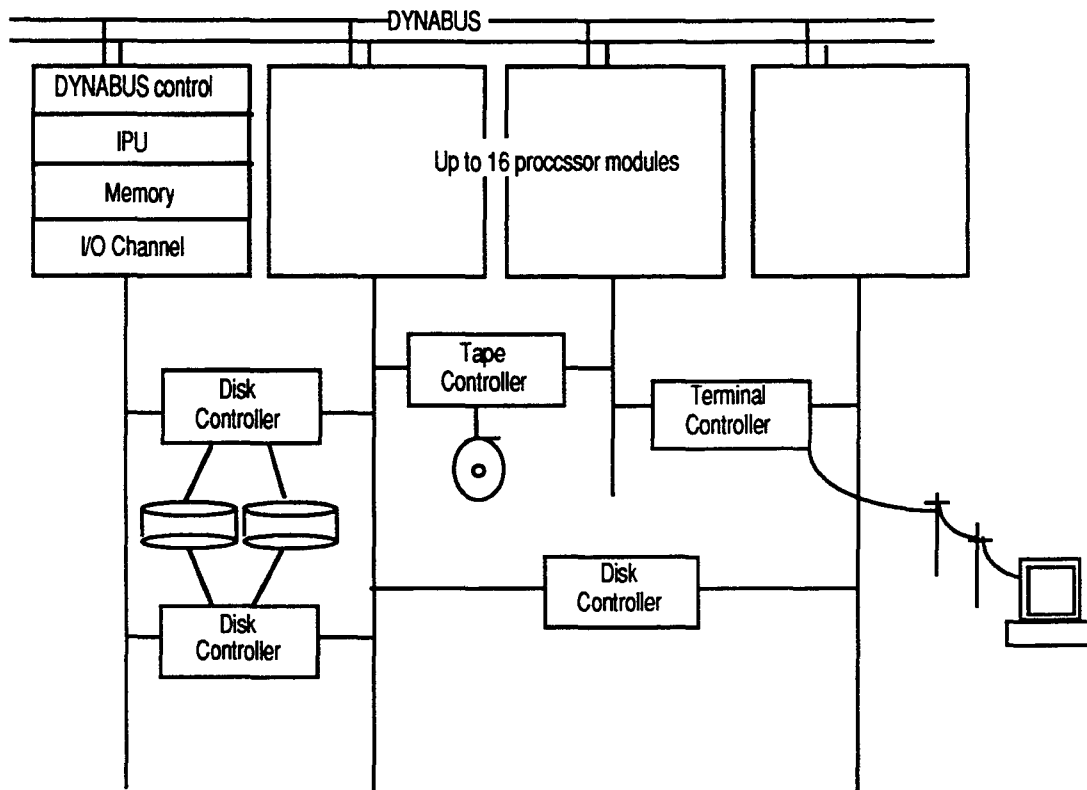 DYNABUS
DYNABUS control
IPU
Memory
I/O Channel
Up to 16 proccssor modules
Tape
Controller
Disk
Controller
Terminal
Controller
Disk
Controller
Disk
Controller